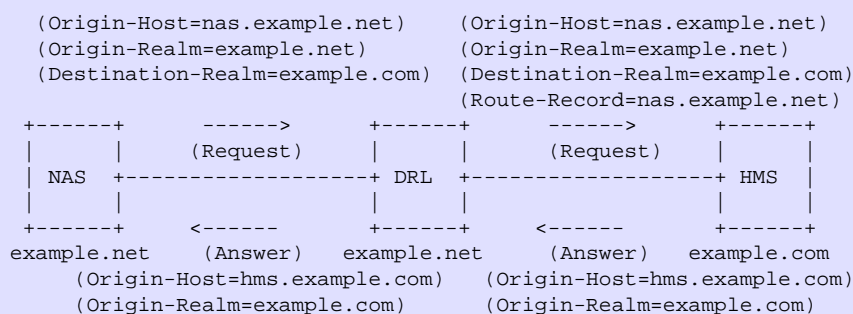 (Origin-Host=nas.example.net) (Origin-Host=nas.example.net)
(Origin-Realm=example.net) (Origin-Realm=example.net)
(Destination-Realm=example.com) (Destination-Realm=example.com)
(Route-Record=nas.example.net)
+------+ ------> +------+ ------> +------+
| | (Request) | | (Request) | |
| NAS +-------------------+ DRL +-------------------+ HMS |
| | | | | |
+------+ <------ +------+ <------ +------+
example.net (Answer) example.net (Answer) example.com
(Origin-Host=hms.example.com) (Origin-Host=hms.example.com)
(Origin-Realm=example.com) (Origin-Realm=example.com)